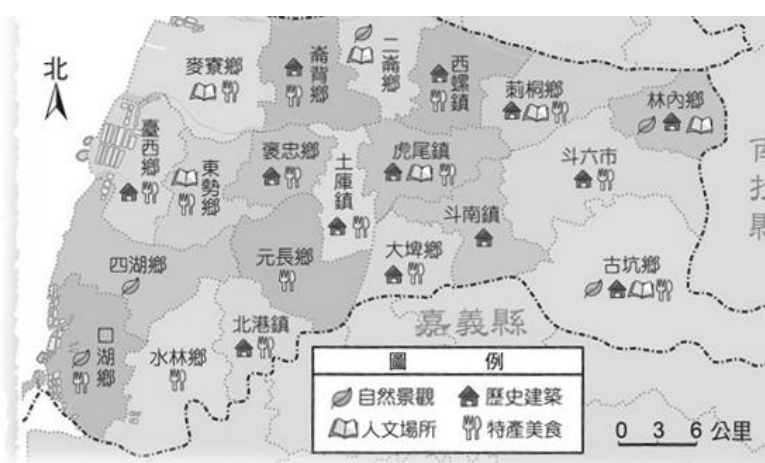 北
麥寮鄉
崙背鄉
二崙鄉
西螺鎮
莿桐鄉
林內鄉
臺西鄉
東勢鄉
褒忠鄉
土庫鎮
虎尾鎮
斗六市
斗南鎮
四湖鄉
元長鄉
大埤鄉
古坑鄉
口湖鄉
水林鄉
北港鎮
嘉義縣
南投縣
圖例
自然景觀
歷史建築
人文場所
特產美食
0 3 6 公里